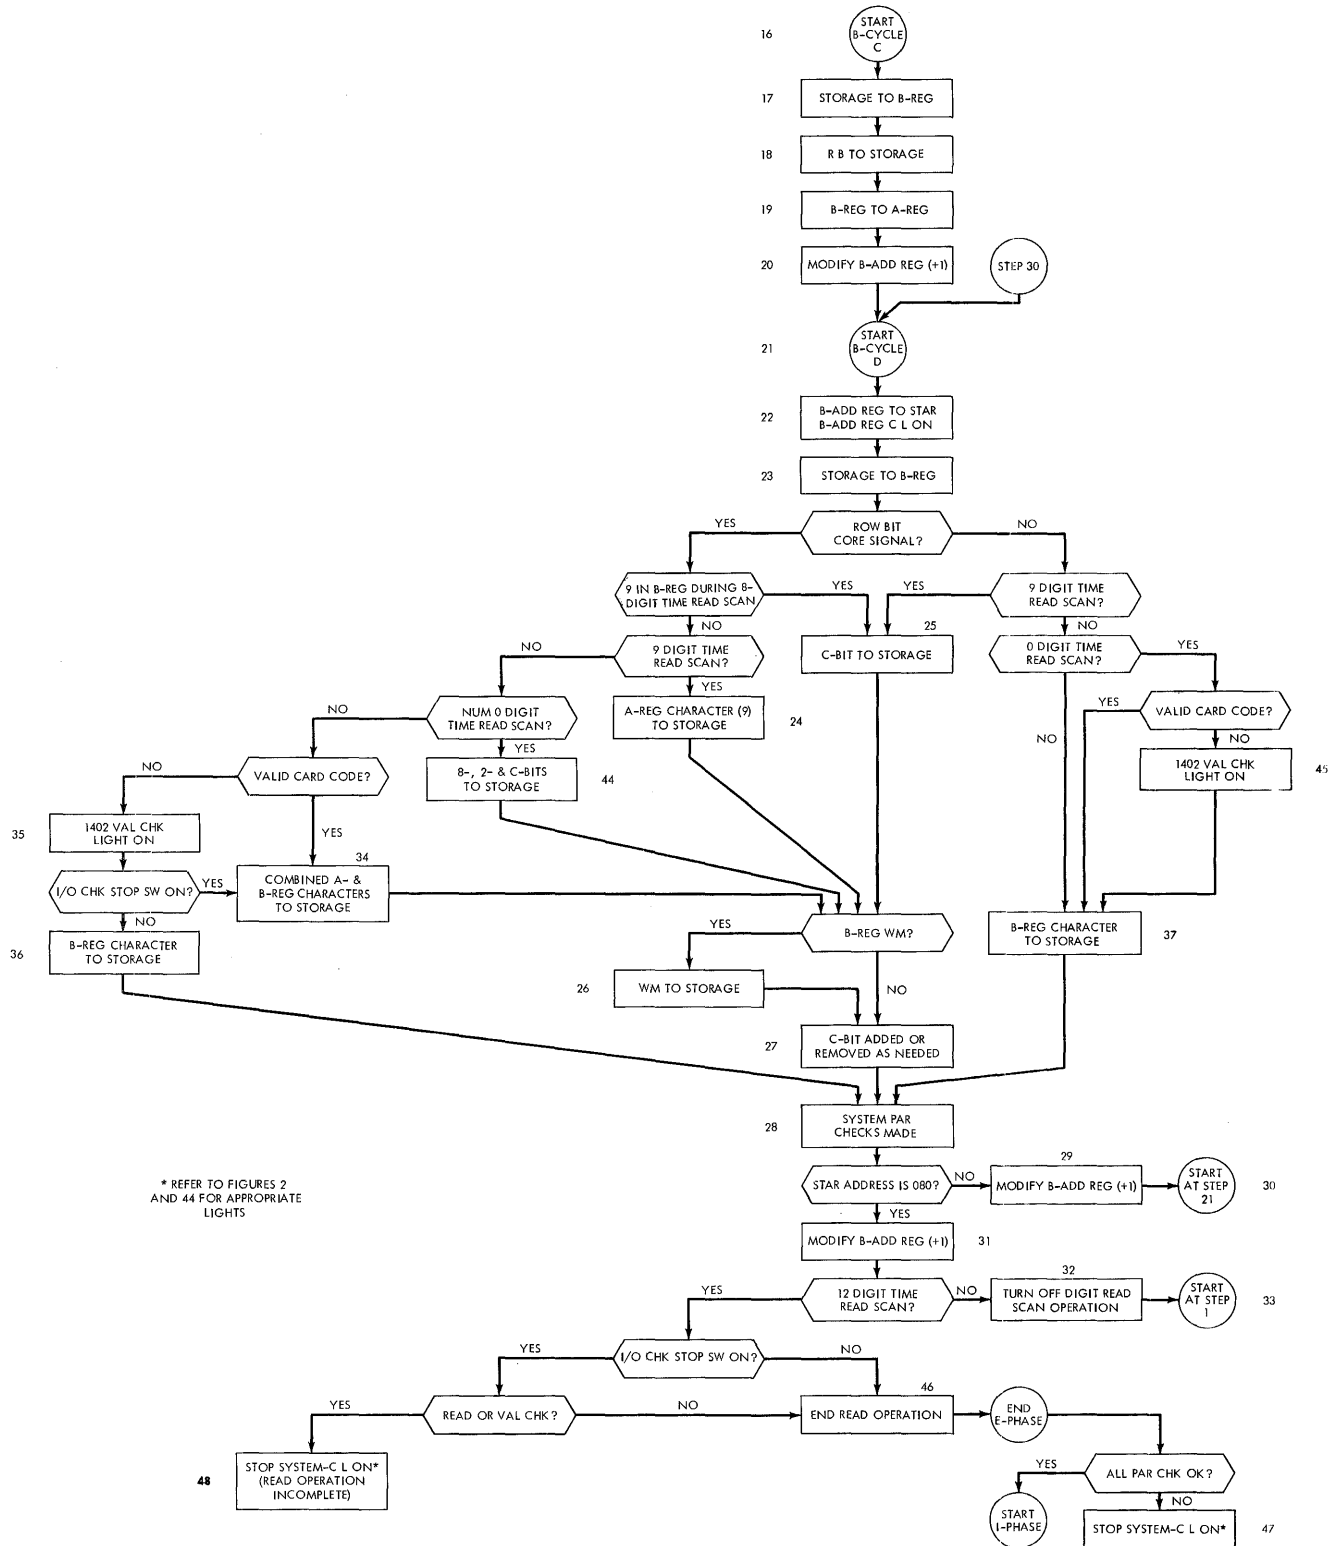 16
START
B-CYCLE
C
17
STORAGE TO B-REG
18
R B TO STORAGE
19
B-REG TO A-REG
20
MODIFY B-ADD REG (+1)
STEP 30
21
START
B-CYCLE
D
22
B-ADD REG TO STAR
B-ADD REG C L ON
23
STORAGE TO B-REG
YES
ROW BIT
CORE SIGNAL?
NO
9 IN B-REG DURING 8-
DIGIT TIME READ SCAN
YES
YES
9 DIGIT TIME
READ SCAN?
NO
25
NO
NO
9 DIGIT TIME
READ SCAN?
C-BIT TO STORAGE
0 DIGIT TIME
READ SCAN?
YES
YES
NO
NUM 0 DIGIT
TIME READ SCAN?
A-REG CHARACTER (9)
TO STORAGE
24
YES
VALID CARD CODE?
NO
NO
YES
NO
VALID CARD CODE?
8-, 2- & C-BITS
TO STORAGE
44
1402 VAL CHK
LIGHT ON
45
35
1402 VAL CHK
LIGHT ON
YES
34
I/O CHK STOP SW ON?
YES
COMBINED A- &
B-REG CHARACTERS
TO STORAGE
NO
36
B-REG CHARACTER
TO STORAGE
YES
B-REG WM?
B-REG CHARACTER
TO STORAGE
37
26
WM TO STORAGE
NO
27
C-BIT ADDED OR
REMOVED AS NEEDED
28
SYSTEM PAR
CHECKS MADE
29
* REFER TO FIGURES 2
AND 44 FOR APPROPRIATE
LIGHTS
STAR ADDRESS IS 080?
NO
MODIFY B-ADD REG (+1)
START
AT STEP
21
30
YES
MODIFY B-ADD REG (+1)
31
32
YES
12 DIGIT TIME
READ SCAN?
NO
TURN OFF DIGIT READ
SCAN OPERATION
START
AT STEP
1
33
YES
I/O CHK STOP SW ON?
NO
46
YES
READ OR VAL CHK?
NO
END READ OPERATION
END
E-PHASE
48
STOP SYSTEM-C L ON*
(READ OPERATION
INCOMPLETE)
YES
ALL PAR CHK OK?
NO
START
I-PHASE
STOP SYSTEM-C L ON*
47